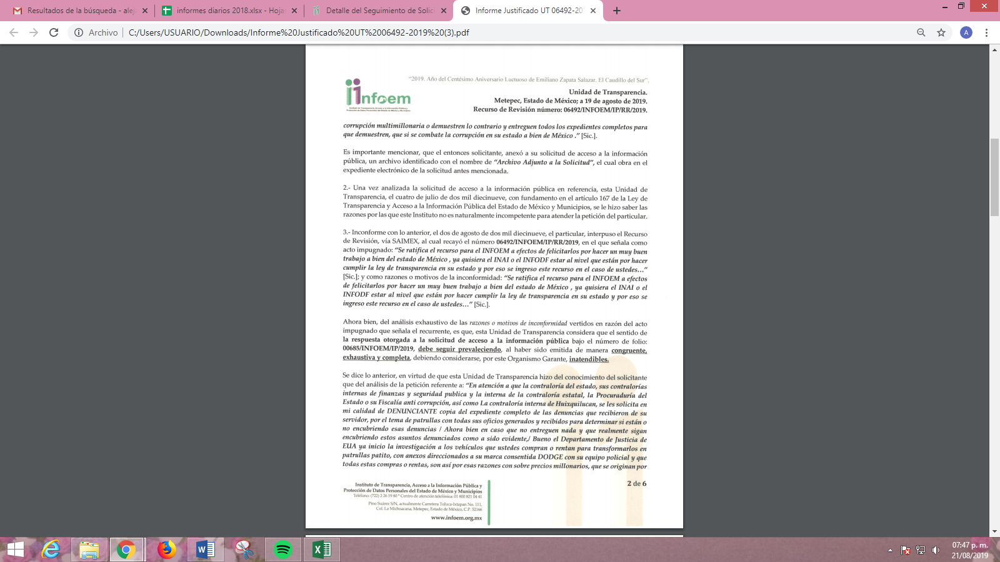 Resultados de la búsqueda - alej
informes diarios 2018.xlsx - Hoja
Detalle del Seguimiento de Solic
Informe Justificado UT 06492-20
Archivo
C:/Users/USUARIO/Downloads/Informe%20Justificado%20UT%2006492-2019%20(3).pdf
A
"2019. Año del Centésimo Aniversario Luctuoso de Emiliano Zapata Salazar. El Caudillo del Sur".
infoem
Instituto de Transparencia, Acceso a la Información Pública y
Protección de Datos Personales del Estado de México y Municipios
Unidad de Transparencia.
Metepec, Estado de México; a 19 de agosto de 2019.
Recurso de Revisión número: 06492/INFOEM/IP/RR/2019.
corrupción multimillonaria o demuestren lo contrario y entreguen todos los expedientes completos para
que demuestren, que si se combate la corrupción en su estado a bien de México ." [Sic.].
Es importante mencionar, que el entonces solicitante, anexó a su solicitud de acceso a la información
pública, un archivo identificado con el nombre de "Archivo Adjunto a la Solicitud", el cual obra en el
expediente electrónico de la solicitud antes mencionada.
2.- Una vez analizada la solicitud de acceso a la información pública en referencia, esta Unidad de
Transparencia, el cuatro de julio de dos mil diecinueve, con fundamento en el artículo 167 de la Ley de
Transparencia y Acceso a la Información Pública del Estado de México y Municipios, se le hizo saber las
razones por las que este Instituto no es naturalmente incompetente para atender la petición del particular.
3.- Inconforme con lo anterior, el dos de agosto de dos mil diecinueve, el particular, interpuso el Recurso
de Revisión, vía SAIMEX, al cual recayó el número 06492/INFOEM/IP/RR/2019, en el que señala como
acto impugnado: "Se ratifica el recurso para el INFOEM a efectos de felicitarlos por hacer un muy buen
trabajo a bien del estado de México , ya quisiera el INAI o el INFODF estar al nivel que están por hacer
cumplir la ley de transparencia en su estado y por eso se ingreso este recurso en el caso de ustedes..."
[Sic.]; y como razones o motivos de la inconformidad: "Se ratifica el recurso para el INFOEM a efectos
de felicitarlos por hacer un muy buen trabajo a bien del estado de México , ya quisiera el INAI o el
INFODF estar al nivel que están por hacer cumplir la ley de transparencia en su estado y por eso se
ingreso este recurso en el caso de ustedes..." [Sic.].
Ahora bien, del análisis exhaustivo de las razones o motivos de inconformidad vertidos en razón del acto
impugnado que señala el recurrente, es que, esta Unidad de Transparencia considera que el sentido de
la respuesta otorgada a la solicitud de acceso a la información pública bajo el número de folio:
00685/INFOEM/IP/2019, debe seguir prevaleciendo, al haber sido emitida de manera congruente,
exhaustiva y completa, debiendo considerarse, por este Organismo Garante, inatendibles.
Se dice lo anterior, en virtud de que esta Unidad de Transparencia hizo del conocimiento del solicitante
que del análisis de la petición referente a: "En atención a que la contraloría del estado, sus contralorías
internas de finanzas y seguridad publica y la interna de la contraloría estatal, la Procuraduría del
Estado o su Fiscalía anti corrupción, así como La contraloría interna de Huixquilucan, se les solicita en
mi calidad de DENUNCIANTE copia del expediente completo de las denuncias que recibieron de su
servidor, por el tema de patrullas con todas sus oficios generados y recibidos para determinar si están o
no encubriendo esas denuncias / Ahora bien en caso que no entreguen nada y que realmente sigan
encubriendo estos asuntos denunciados como a sido evidente,/ Bueno el Departamento de Justicia de
EUA ya inicio la investigación a los vehículos que ustedes compran o rentan para transformarlos en
patrullas patito, con anexos direccionados a su marca consentida DODGE con su equipo policial y que
todas estas compras o rentas, son así por esas razones con sobre precios millonarios, que se originan por
2 de 6
Instituto de Transparencia, Acceso a la Información Pública y
Protección de Datos Personales del Estado de México y Municipios
Teléfono: (722) 2 26 19 80 * Centro de atención telefónica: 01 800 821 04 41
Pino Suárez S/N, actualmente Carretera Toluca-Ixtapan No. 111,
Col. La Michoacana, Metepec, Estado de México, C.P. 52166
www.infoem.org.mx
07:47 p. m.
21/08/2019